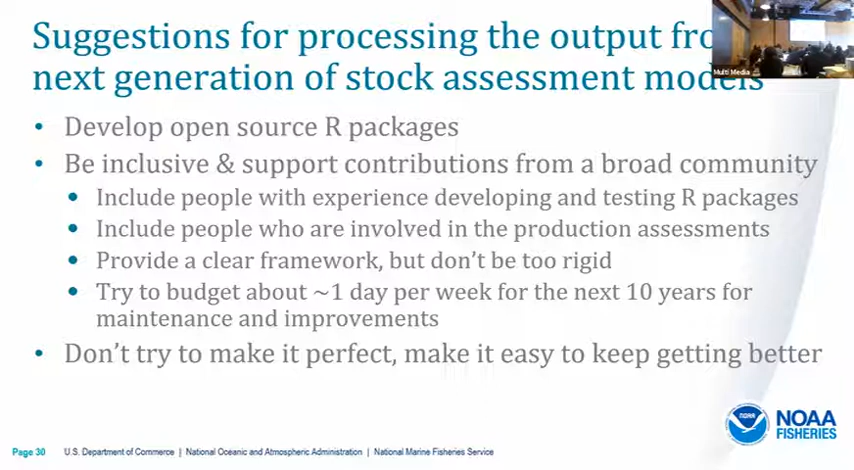 Suggestions for processing the output fro
next generation of stock assessment models
Multi Media
• Develop open source R packages
• Be inclusive & support contributions from a broad community
• Include people with experience developing and testing R packages
• Include people who are involved in the production assessments
• Provide a clear framework, but don't be too rigid
• Try to budget about ~1 day per week for the next 10 years for
maintenance and improvements
• Don't try to make it perfect, make it easy to keep getting better
NOAA
NOAA
FISHERIES
Page 30 U.S. Department of Commerce | National Oceanic and Atmospheric Administration | National Marine Fisheries Service